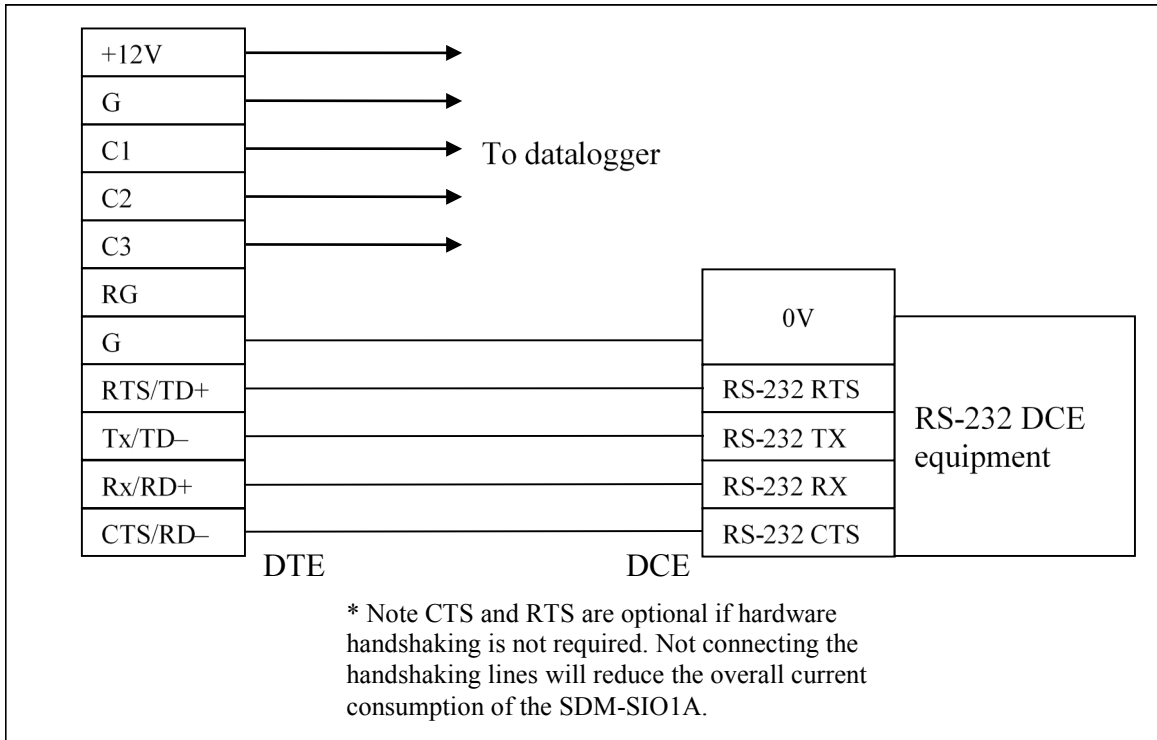 +12V
G
C1
To datalogger
C2
C3
RG
0V
G
RTS/TD+
RS-232 RTS
Tx/TD–
RS-232 TX
RS-232 DCE
equipment
Rx/RD+
RS-232 RX
CTS/RD–
RS-232 CTS
DTE
DCE
* Note CTS and RTS are optional if hardware
handshaking is not required. Not connecting the
handshaking lines will reduce the overall current
consumption of the SDM-SIO1A.